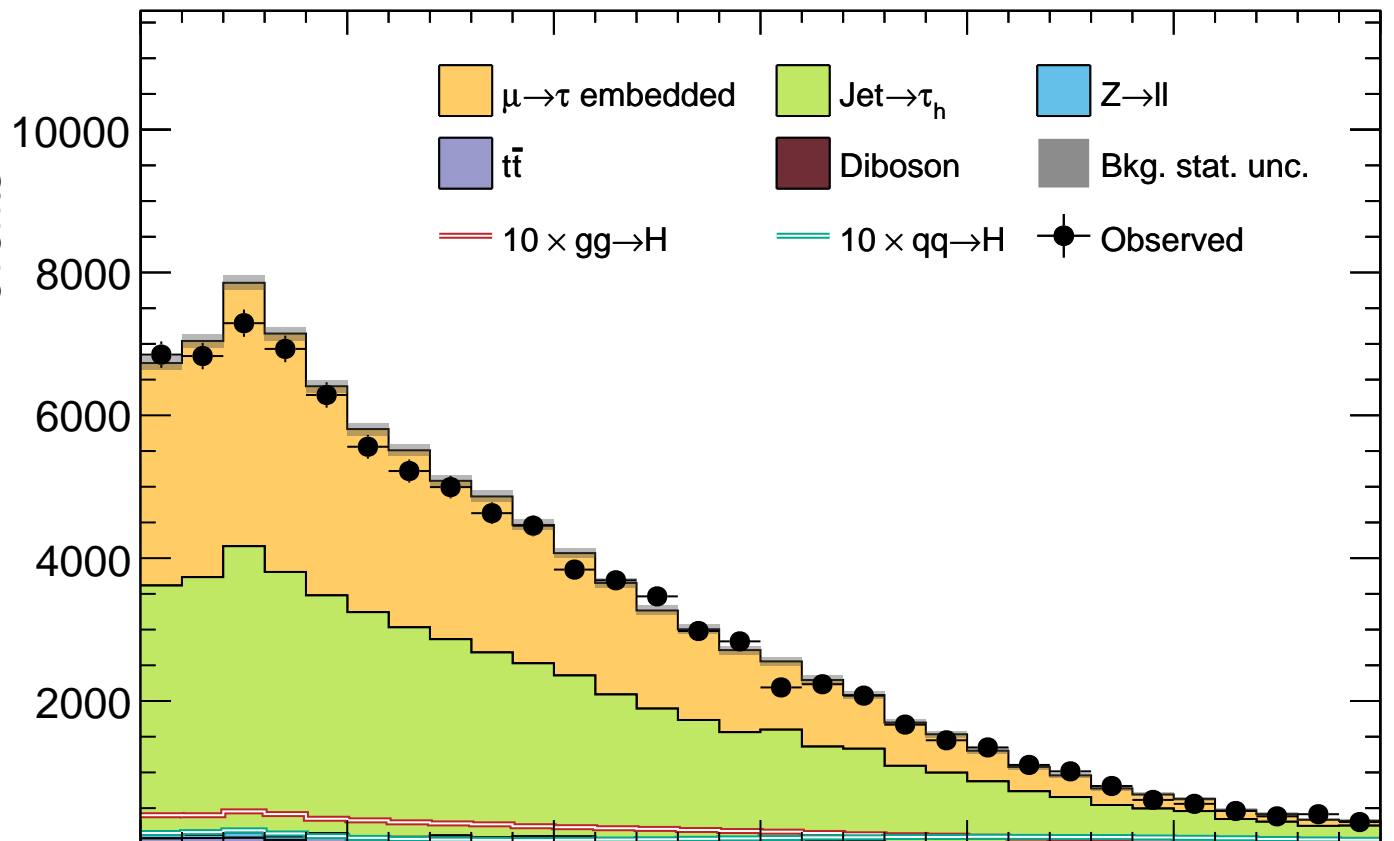 μ→τ embedded Jet→τh Z→ll
10000
tt̄ Diboson Bkg. stat. unc.
10 × gg→H 10 × qq→H Observed
8000
6000
4000
2000